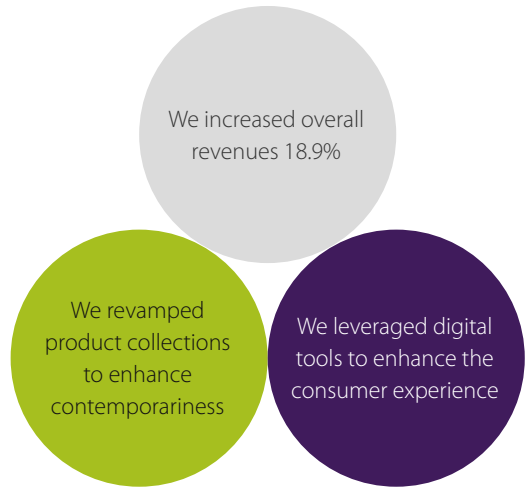 We increased overall
revenues 18.9%
We revamped
product collections
to enhance
contemporariness
We leveraged digital
tools to enhance the
consumer experience